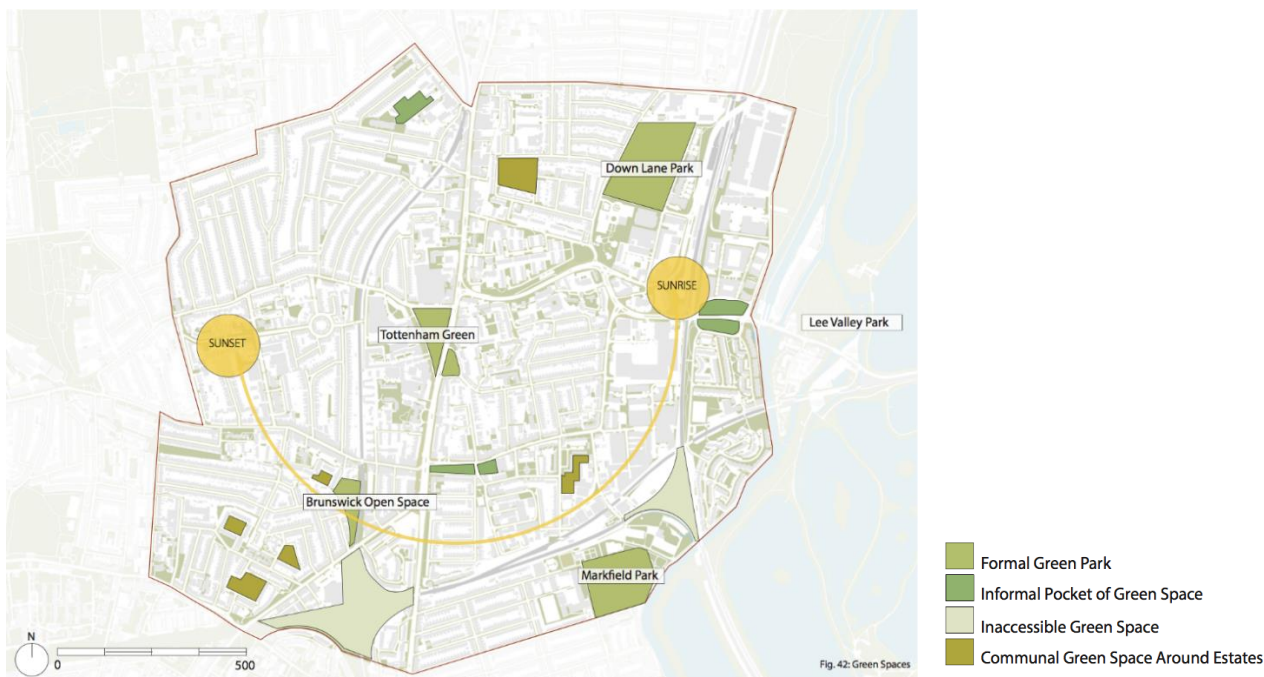 Down Lane Park
SUNRISE
Lee Valley Park
Tottenham Green
SUNSET
Brunswick Open Space
Markfield Park
N
0
500
Fig. 42: Green Spaces
Formal Green Park
Informal Pocket of Green Space
Inaccessible Green Space
Communal Green Space Around Estates